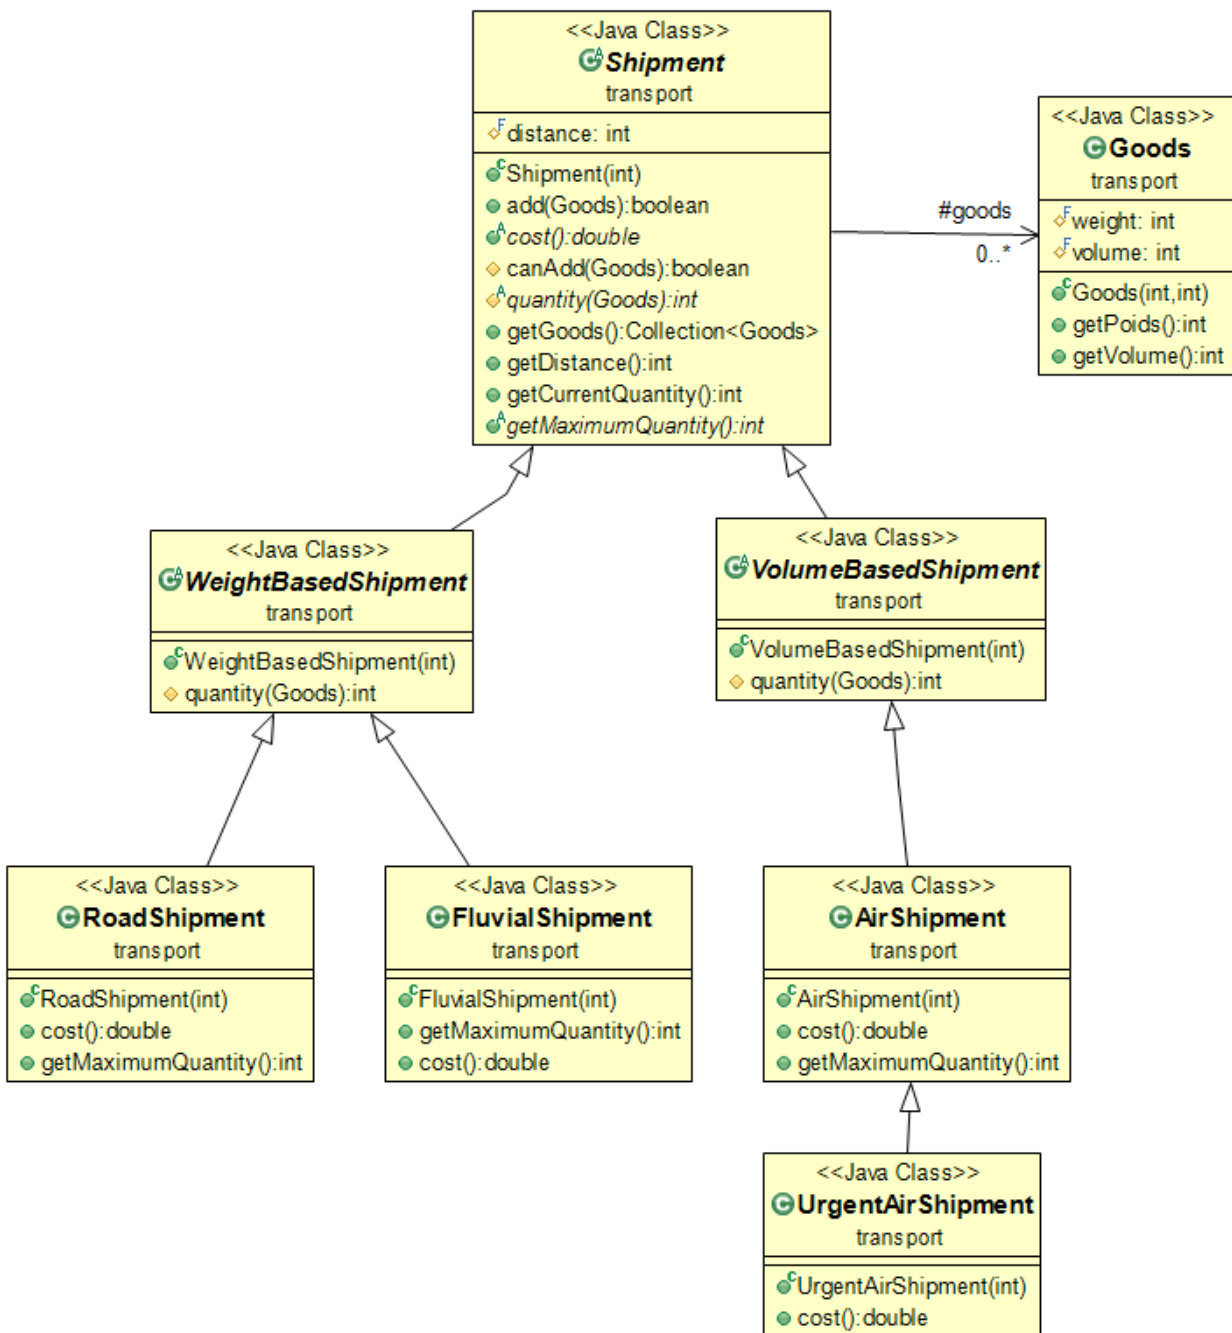 <<Java Class>>
Shipment
transport
distance: int
Shipment(int)
add(Goods):boolean
cost():double
canAdd(Goods):boolean
quantity(Goods):int
getGoods():Collection<Goods>
getDistance():int
getCurrentQuantity():int
getMaximumQuantity():int
#goods
0..*
<<Java Class>>
Goods
transport
weight: int
volume: int
Goods(int,int)
getPoids():int
getVolume():int
<<Java Class>>
WeightBasedShipment
transport
WeightBasedShipment(int)
quantity(Goods):int
<<Java Class>>
VolumeBasedShipment
transport
VolumeBasedShipment(int)
quantity(Goods):int
<<Java Class>>
RoadShipment
transport
RoadShipment(int)
cost():double
getMaximumQuantity():int
<<Java Class>>
FluvialShipment
transport
FluvialShipment(int)
getMaximumQuantity():int
cost():double
<<Java Class>>
AirShipment
transport
AirShipment(int)
cost():double
getMaximumQuantity():int
<<Java Class>>
UrgentAirShipment
transport
UrgentAirShipment(int)
cost():double